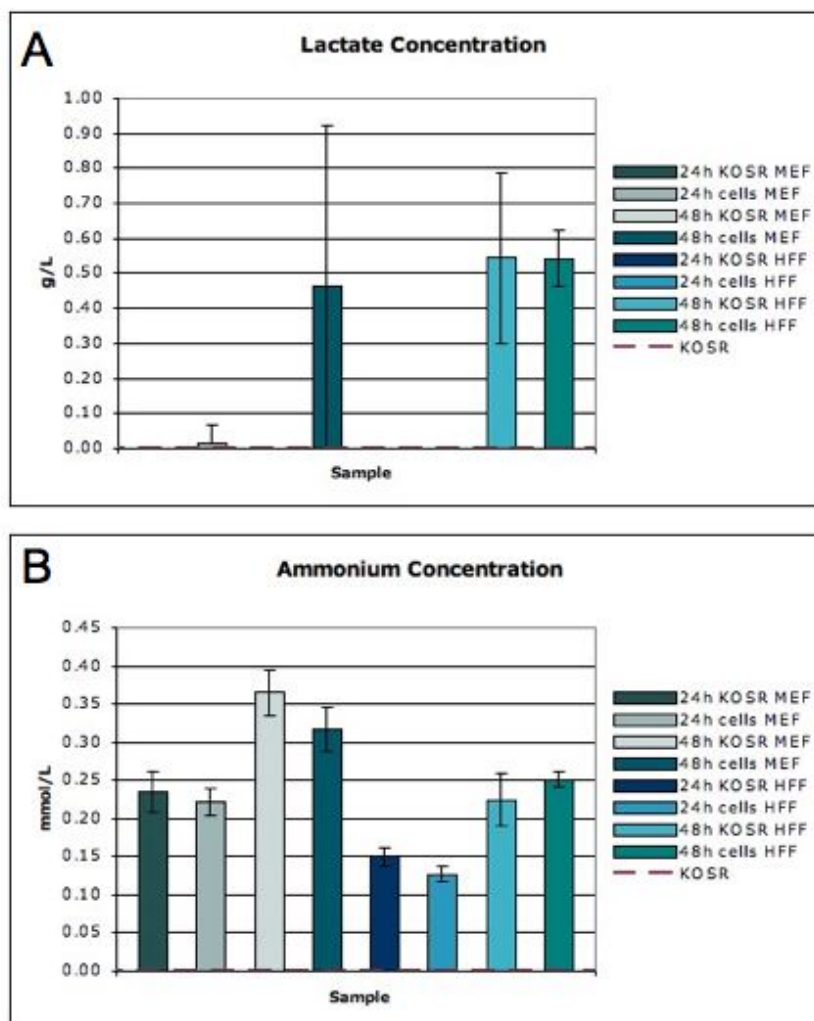 A
Lactate Concentration
1.00
0.90
0.80
0.70
0.60
0.50
0.40
0.30
0.20
0.10
0.00
g/L
Sample
24h KOSR MEF
24h cells MEF
48h KOSR MEF
48h cells MEF
24h KOSR HFF
24h cells HFF
48h KOSR HFF
48h cells HFF
KOSR
B
Ammonium Concentration
0.45
0.40
0.35
0.30
0.25
0.20
0.15
0.10
0.05
0.00
mmol/L
Sample
24h KOSR MEF
24h cells MEF
48h KOSR MEF
48h cells MEF
24h KOSR HFF
24h cells HFF
48h KOSR HFF
48h cells HFF
KOSR